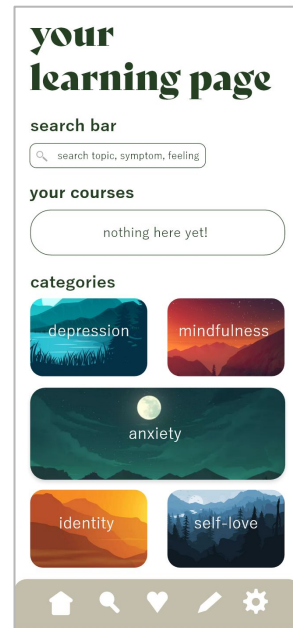 your
learning page
search bar
search topic, symptom, feeling
your courses
nothing here yet!
categories
depression
mindfulness
anxiety
identity
self-love